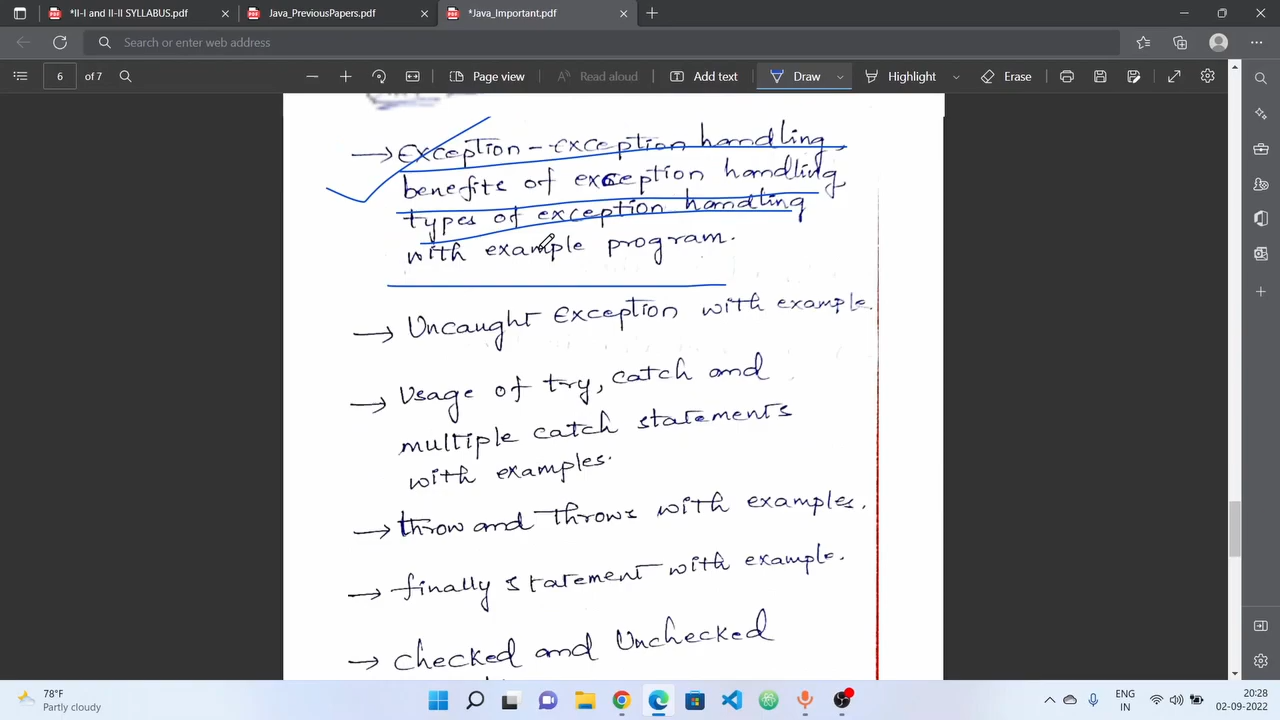 *II-I and II-II SYLLABUS.pdf
Java_PreviousPapers.pdf
*Java_Important.pdf
Search or enter web address
6 of 7
Page view
Read aloud
Add text
Draw
Highlight
Erase
→ Exception - exception handling
benefits of exception handling
types of exception handling
with example program.
→ Uncaught Exception with example.
→ Usage of try, catch and
multiple catch statements
with examples.
→ throw and throws with examples.
→ finally statement with example.
→ checked and Unchecked
78°F
Partly cloudy
ENG
IN
20:28
02-09-2022